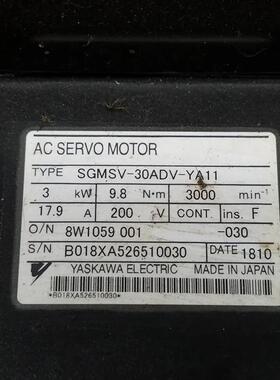 AC SERVO MOTOR
TYPE SGMSV-30ADV-YA11
3 kW 9.8 N・m 3000 min⁻¹
17.9 A 200 V CONT. ins. F
O/N 8W1059 001 -030
S/N B018XA526510030 DATE 1810
YASKAWA ELECTRIC MADE IN JAPAN
*B018XA526510030*